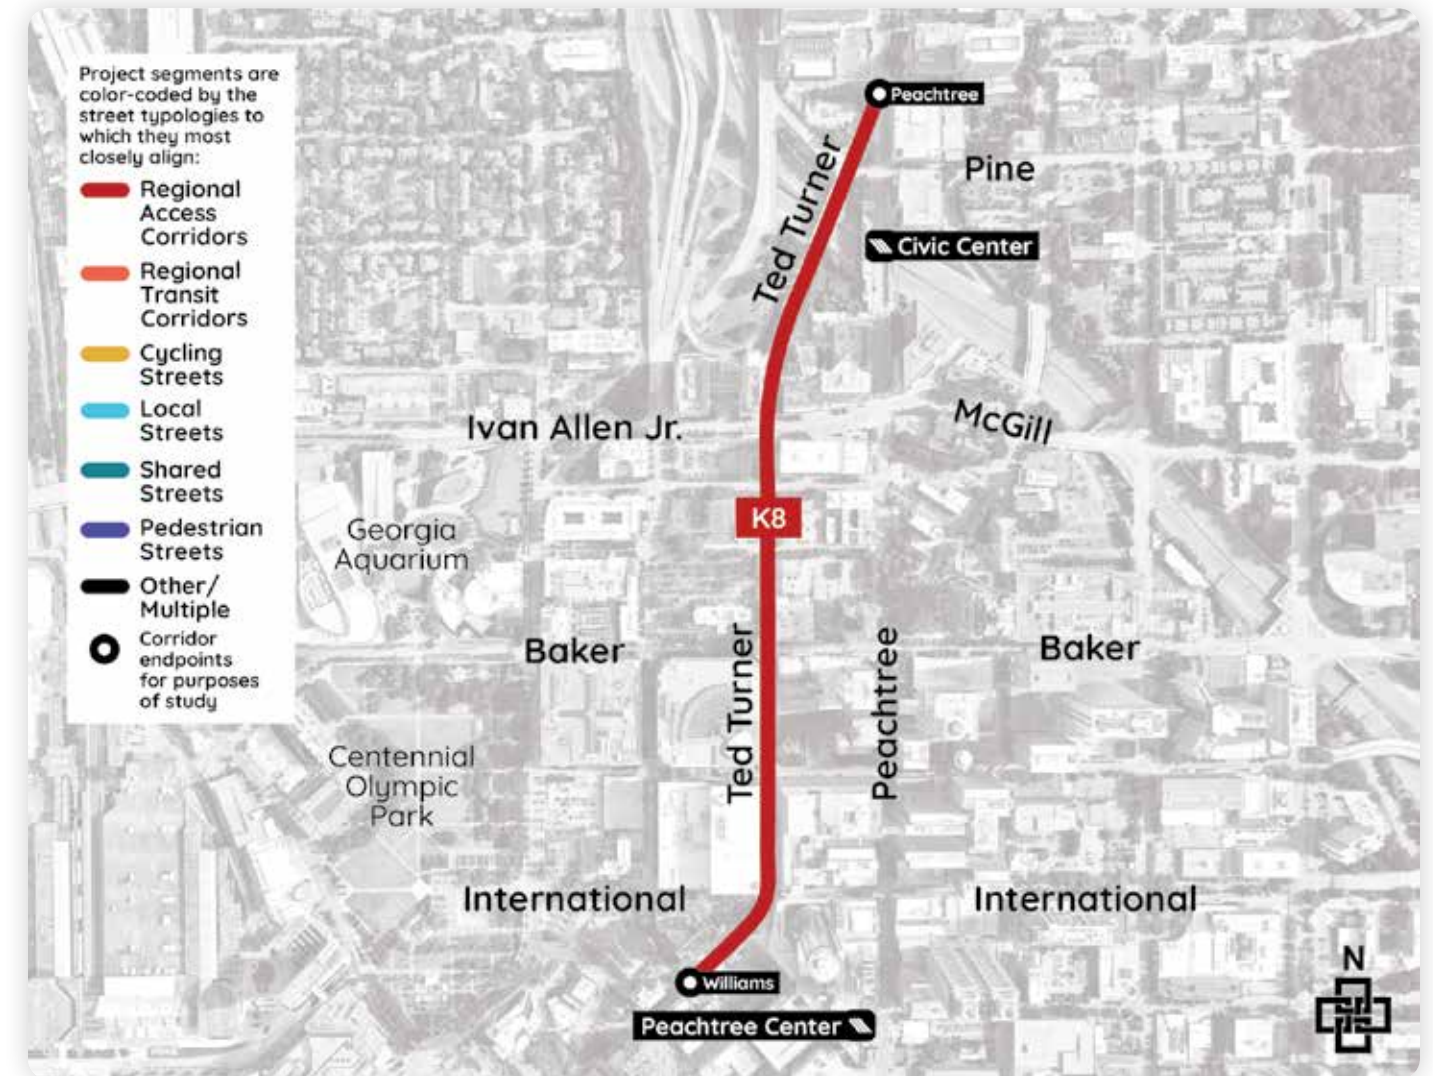 Project segments are
color-coded by the
street typologies to
which they most
closely align:
Regional
Access
Corridors
Regional
Transit
Corridors
Cycling
Streets
Local
Streets
Shared
Streets
Pedestrian
Streets
Other/
Multiple
Corridor
endpoints
for purposes
of study
Peachtree
Ted Turner
Pine
Civic Center
Ivan Allen Jr.
McGill
K8
Georgia
Aquarium
Baker
Ted Turner
Peachtree
Baker
Centennial
Olympic
Park
International
International
Williams
Peachtree Center
N